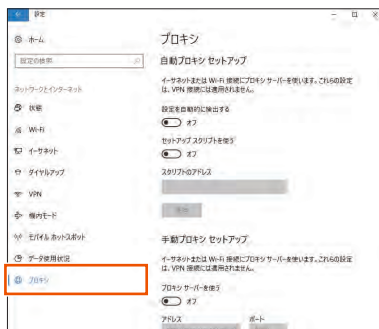 設定
ホーム
設定の検索
ネットワークとインターネット
状態
Wi-Fi
イーサネット
ダイヤルアップ
VPN
機内モード
モバイル ホットスポット
データ使用状況
プロキシ
プロキシ
自動プロキシ セットアップ
イーサネットまたは Wi-Fi 接続にプロキシ サーバーを使います。これらの設定
は、VPN 接続には適用されません。
設定を自動的に検出する
オフ
セットアップ スクリプトを使う
オフ
スクリプトのアドレス
手動プロキシ セットアップ
イーサネットまたは Wi-Fi 接続にプロキシ サーバーを使います。これらの設定
は、VPN 接続には適用されません。
プロキシ サーバーを使う
オフ
アドレス ポート